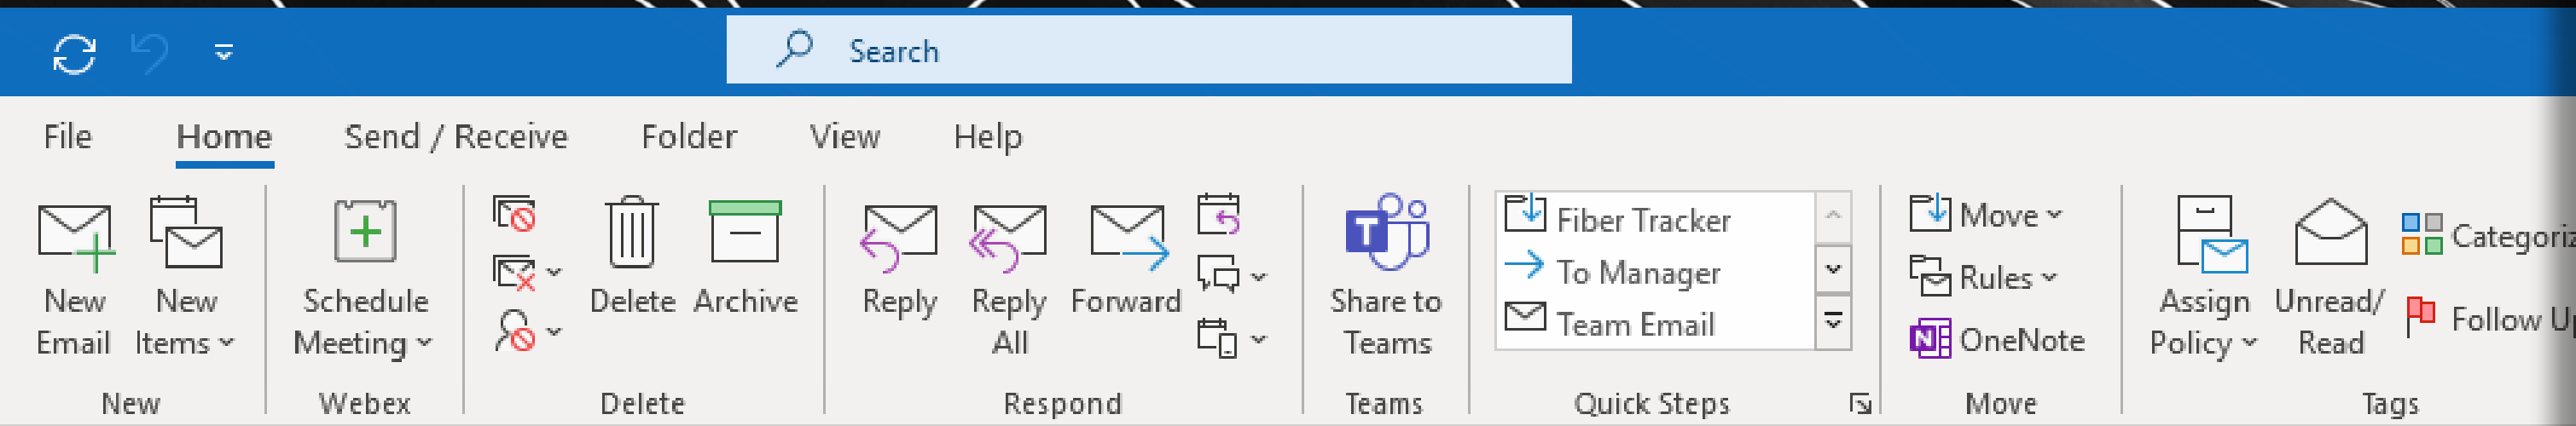 Search
File Home Send / Receive Folder View Help
New
Email
New
Items
Schedule
Meeting
Delete
Archive
Reply
Reply
All
Forward
Share to
Teams
Fiber Tracker
To Manager
Team Email
Move
Rules
OneNote
Assign
Policy
Unread/
Read
Categoriz
Follow Up
New
Webex
Delete
Respond
Teams
Quick Steps
Move
Tags